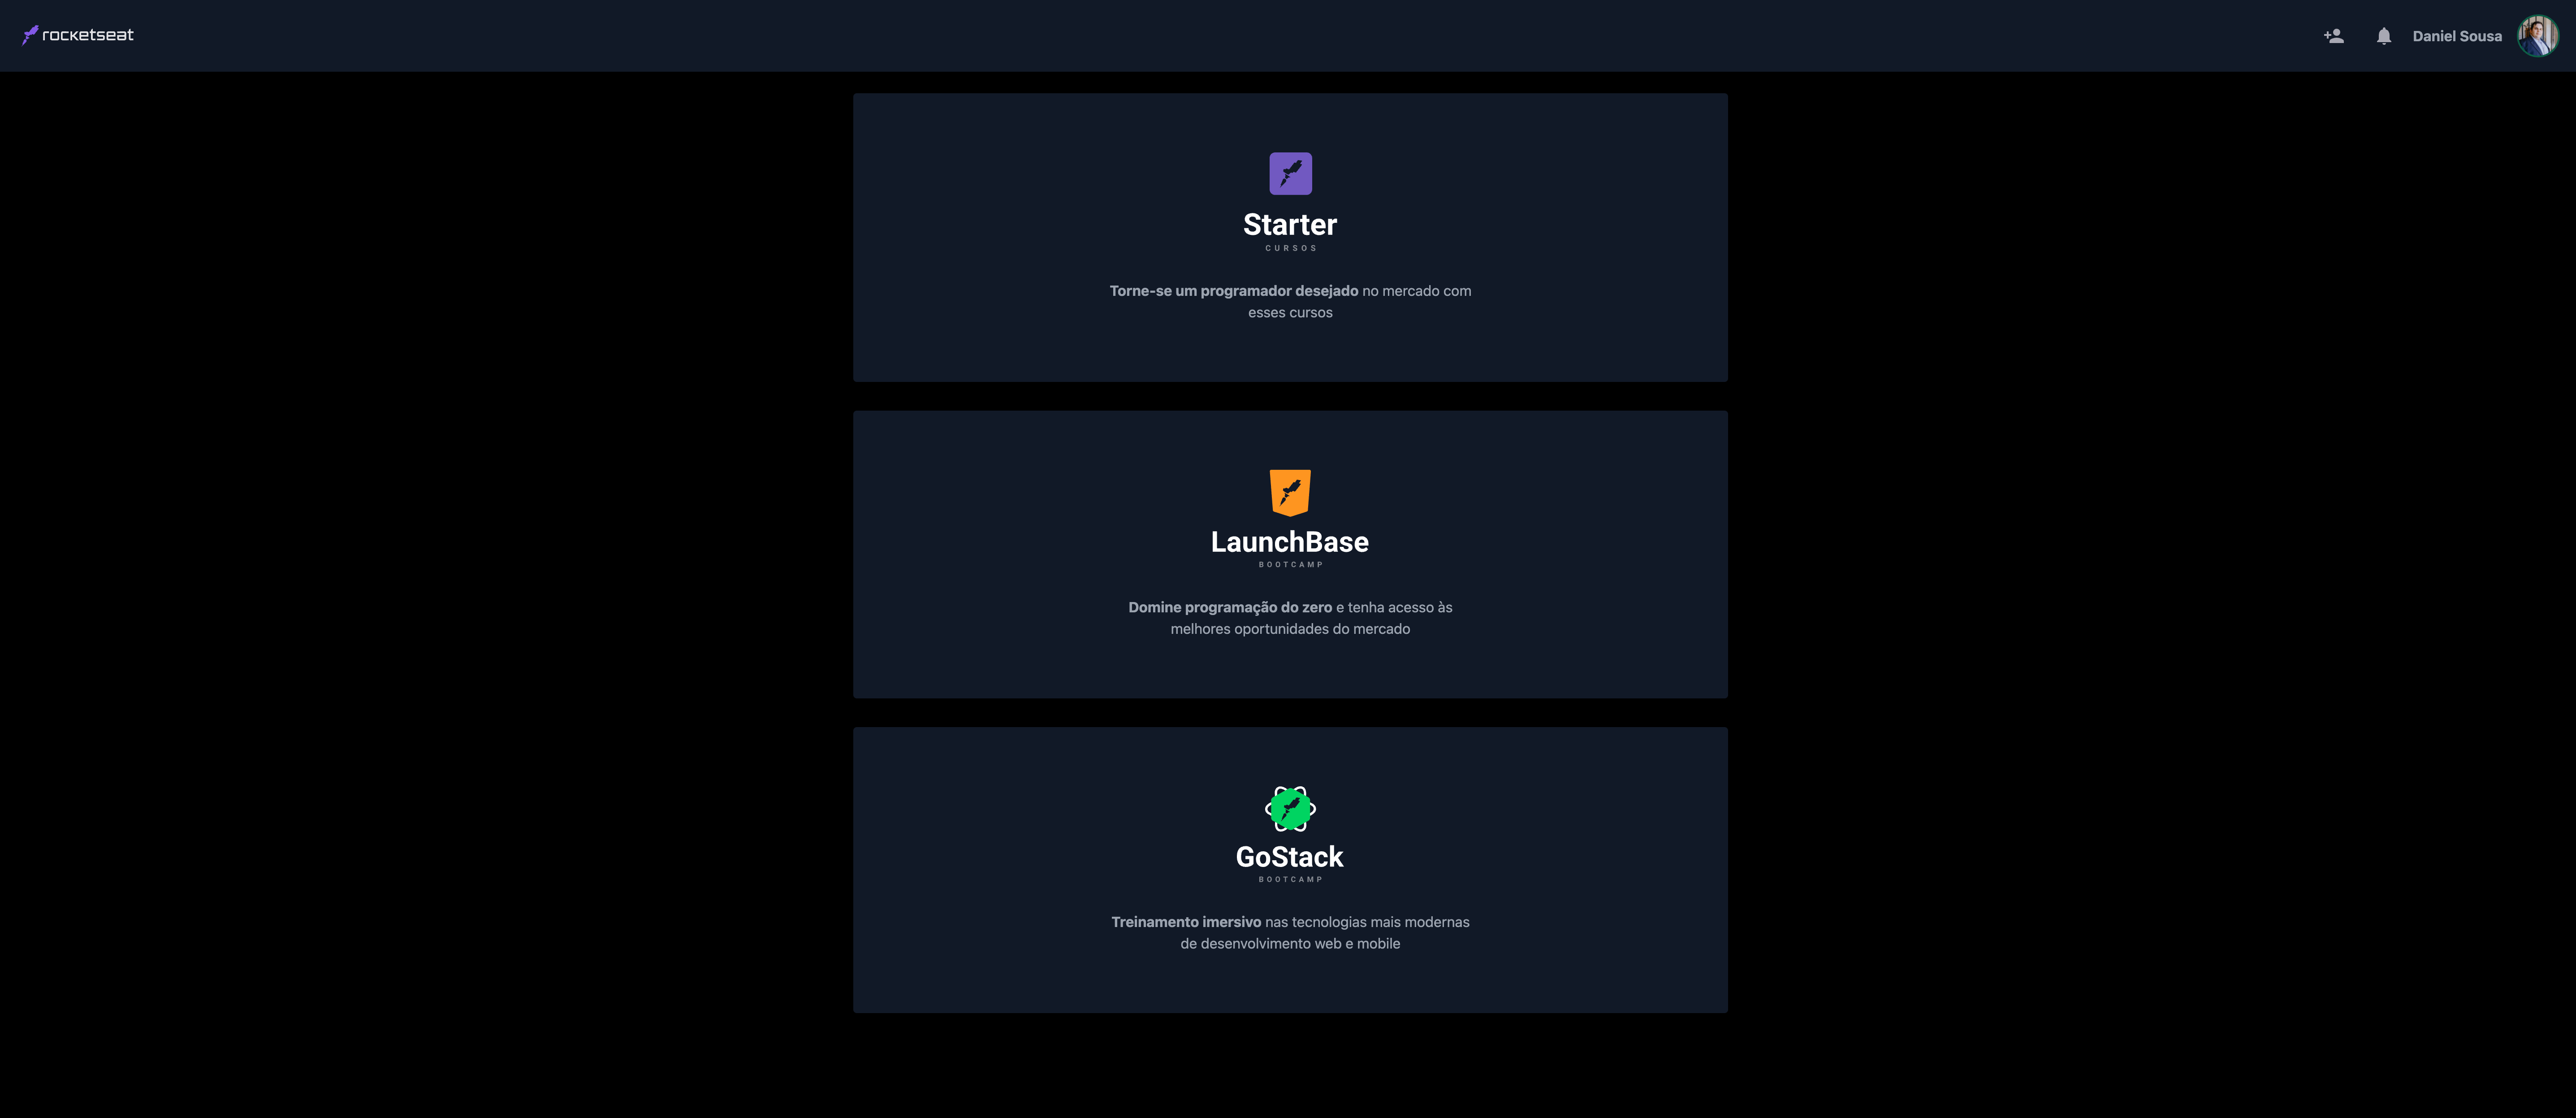 rocketseat
Daniel Sousa
Starter
CURSOS
Torne-se um programador desejado no mercado com
esses cursos
LaunchBase
BOOTCAMP
Domine programação do zero e tenha acesso às
melhores oportunidades do mercado
GoStack
BOOTCAMP
Treinamento imersivo nas tecnologias mais modernas
de desenvolvimento web e mobile